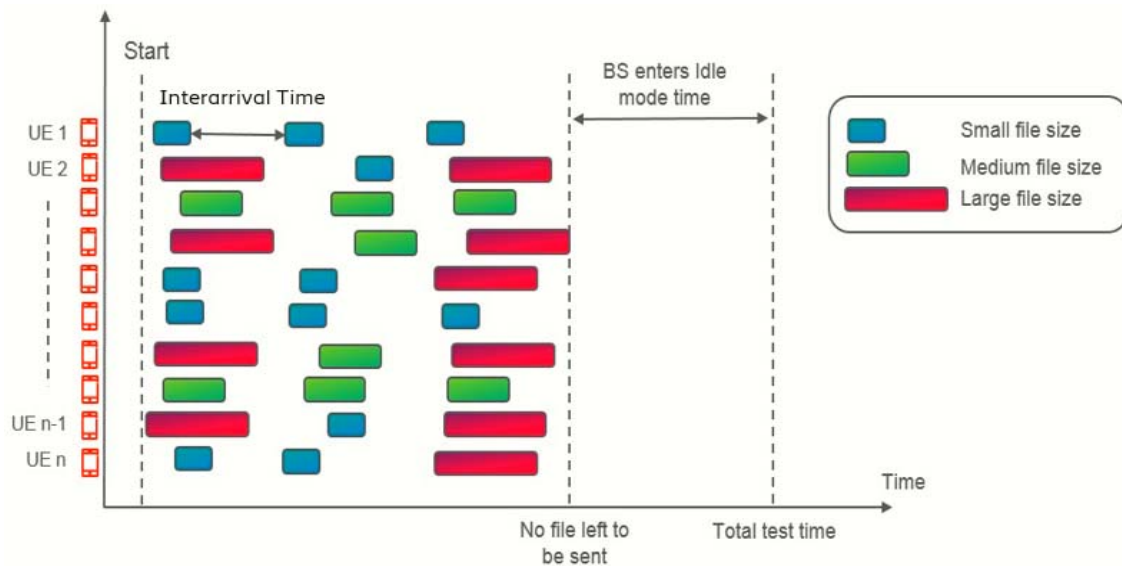 Start
BS enters Idle
mode time
Interarrival Time
UE 1
UE 2
UE n-1
UE n
Small file size
Medium file size
Large file size
Time
No file left to
be sent
Total test time